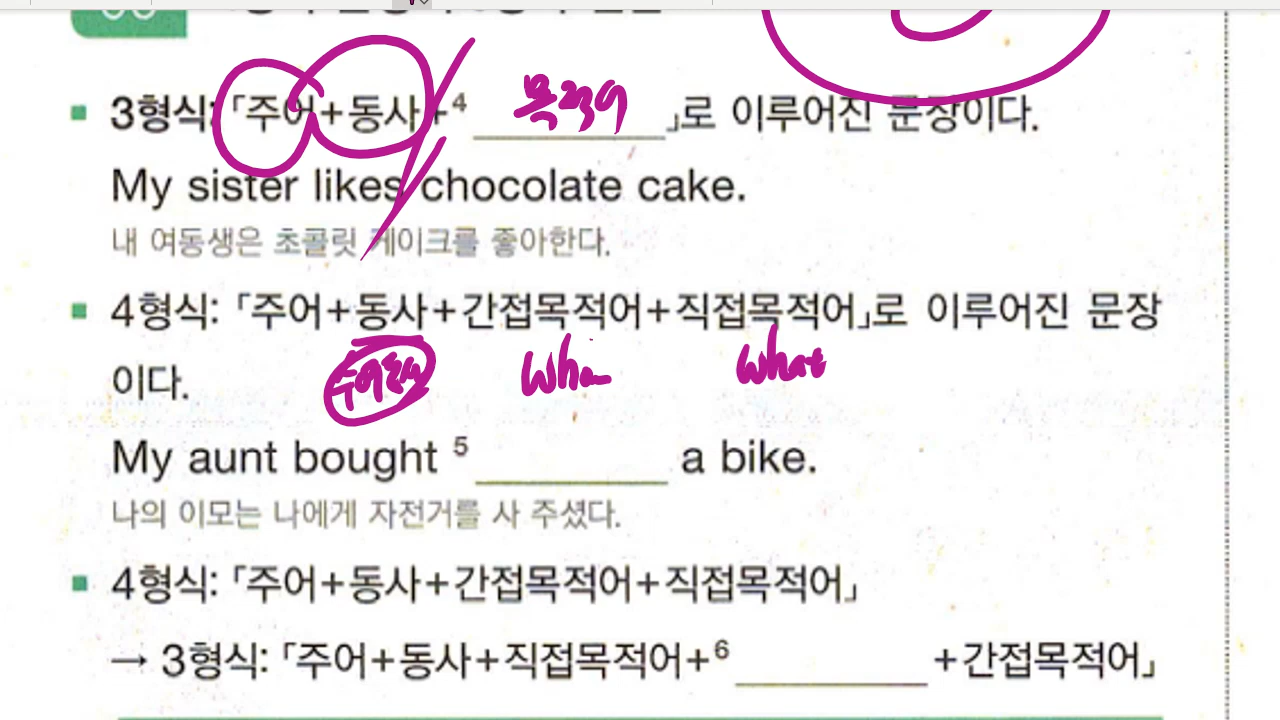 3형식: 「주어+동사+⁴ 목적어 」로 이루어진 문장이다.
My sister likes chocolate cake.
내 여동생은 초콜릿 케이크를 좋아한다.
4형식: 「주어+동사+간접목적어+직접목적어」로 이루어진 문장
what
이다.
My aunt bought ⁵ a bike.
나의 이모는 나에게 자전거를 사 주셨다.
4형식: 「주어+동사+간접목적어+직접목적어」
→ 3형식: 「주어+동사+직접목적어+⁶ +간접목적어」